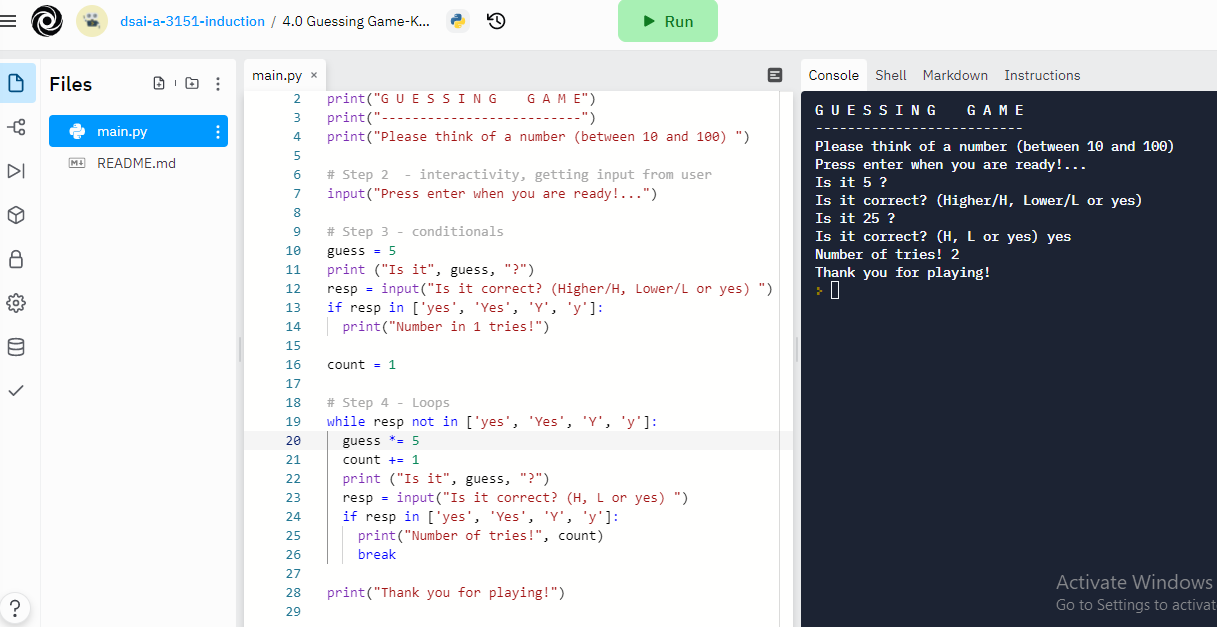 dsai-a-3151-induction / 4.0 Guessing Game-K...
Run
Files
main.py
README.md
main.py ×
2 print("G U E S S I N G    G A M E")
3 print("--------------------------")
4 print("Please think of a number (between 10 and 100) ")
5
6 # Step 2  - interactivity, getting input from user
7 input("Press enter when you are ready!...")
8
9 # Step 3 - conditionals
10 guess = 5
11 print ("Is it", guess, "?")
12 resp = input("Is it correct? (Higher/H, Lower/L or yes) ")
13 if resp in ['yes', 'Yes', 'Y', 'y']:
14   print("Number in 1 tries!")
15
16 count = 1
17
18 # Step 4 - Loops
19 while resp not in ['yes', 'Yes', 'Y', 'y']:
20   guess *= 5
21   count += 1
22   print ("Is it", guess, "?")
23   resp = input("Is it correct? (H, L or yes) ")
24   if resp in ['yes', 'Yes', 'Y', 'y']:
25     print("Number of tries!", count)
26     break
27
28 print("Thank you for playing!")
29
Console Shell Markdown Instructions
G U E S S I N G    G A M E
--------------------------
Please think of a number (between 10 and 100)
Press enter when you are ready!...
Is it 5 ?
Is it correct? (Higher/H, Lower/L or yes)
Is it 25 ?
Is it correct? (H, L or yes) yes
Number of tries! 2
Thank you for playing!
Activate Windows
Go to Settings to activat
?